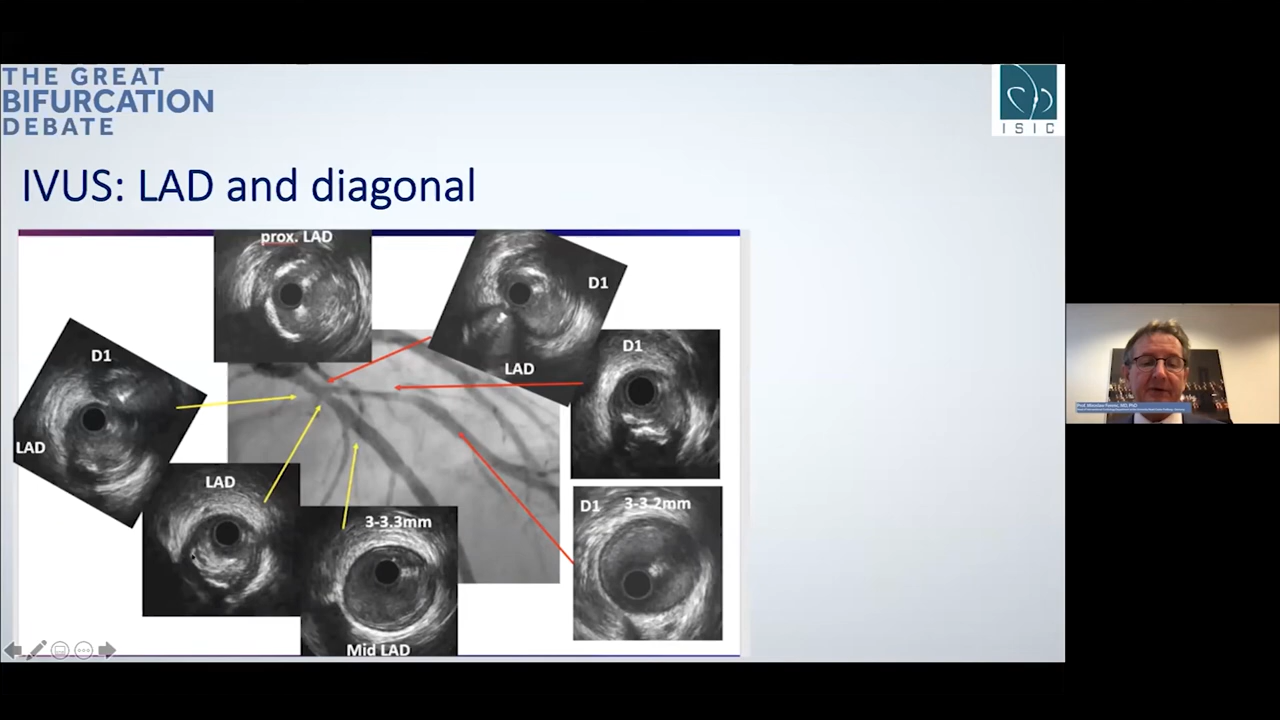 THE GREAT
BIFURCATION
DEBATE
ISIC
IVUS: LAD and diagonal
prox. LAD
D1
LAD
D1
D1
LAD
LAD
3-3.3mm
Mid LAD
D1 3-3.2mm